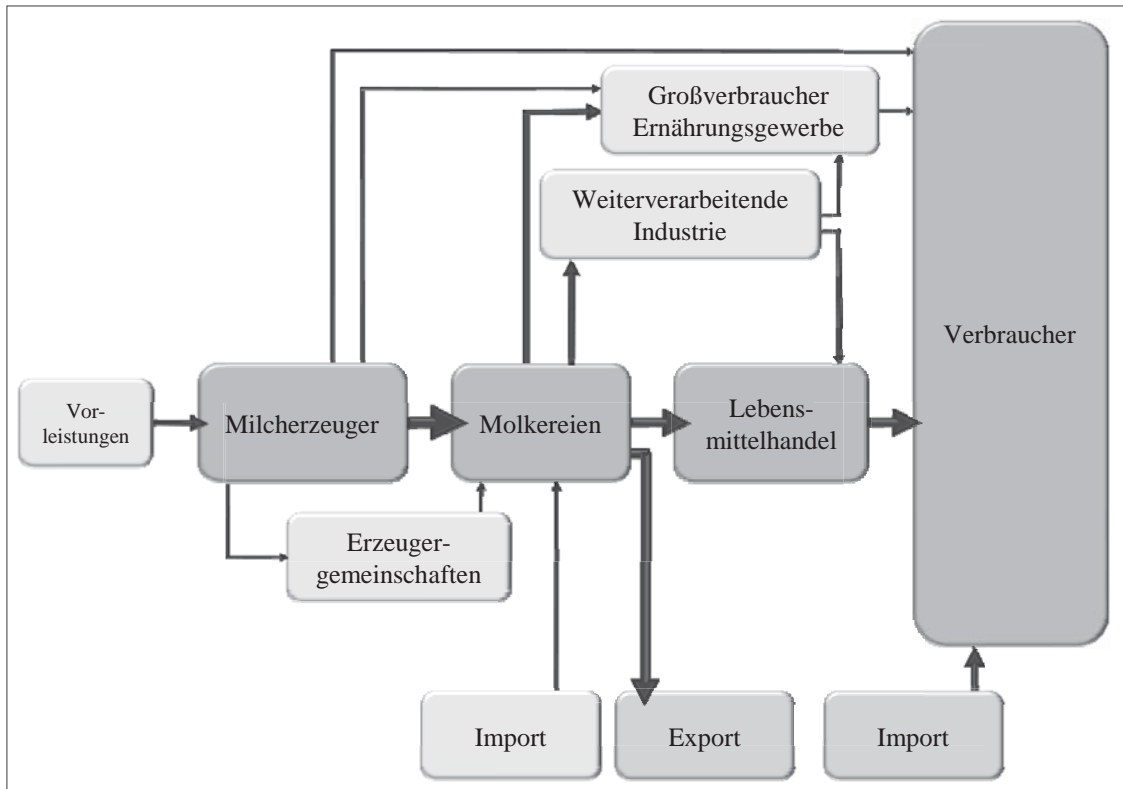 Großverbraucher
Ernährungsgewerbe
Weiterverarbeitende
Industrie
Verbraucher
Vor-
leistungen
Milcherzeuger
Molkereien
Lebens-
mittelhandel
Erzeuger-
gemeinschaften
Import
Export
Import